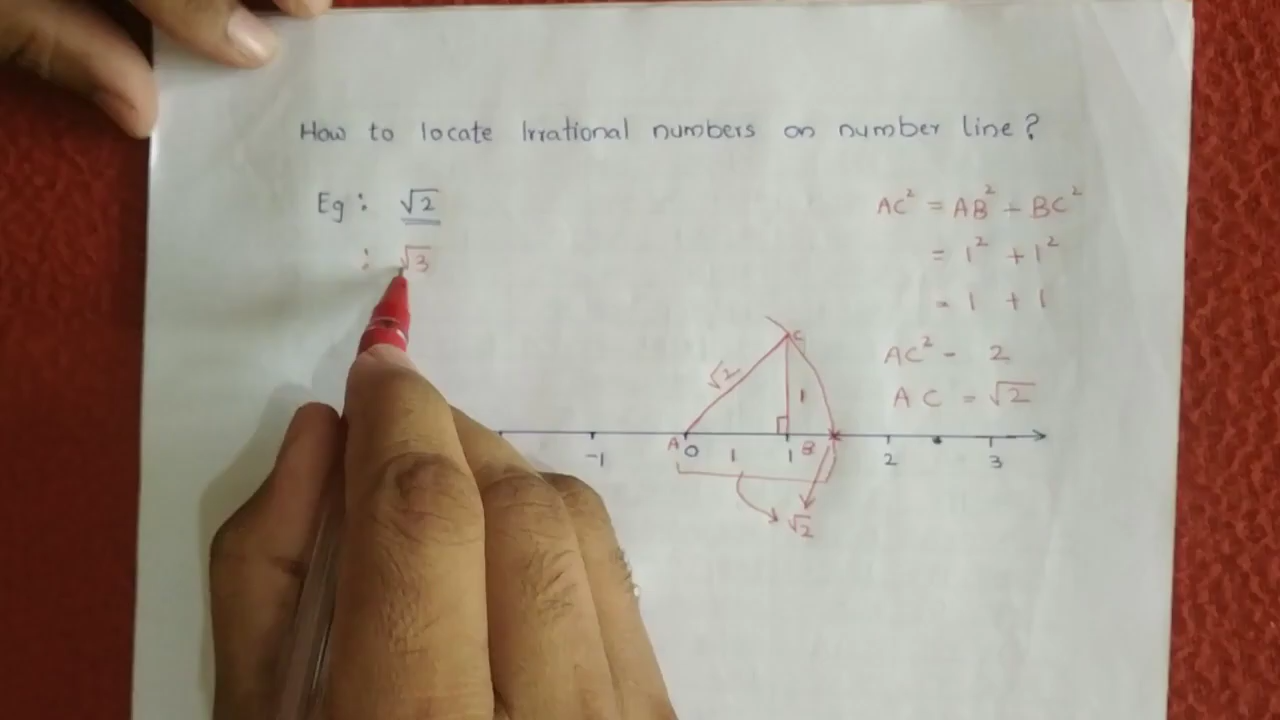 How to locate Irrational numbers on number line?
Eg : √2
: √3
AC² = AB² + BC²
= 1² + 1²
= 1 + 1
AC² = 2
AC = √2
C
√2
1
A
-1 0 1 1 B 2 3
√2